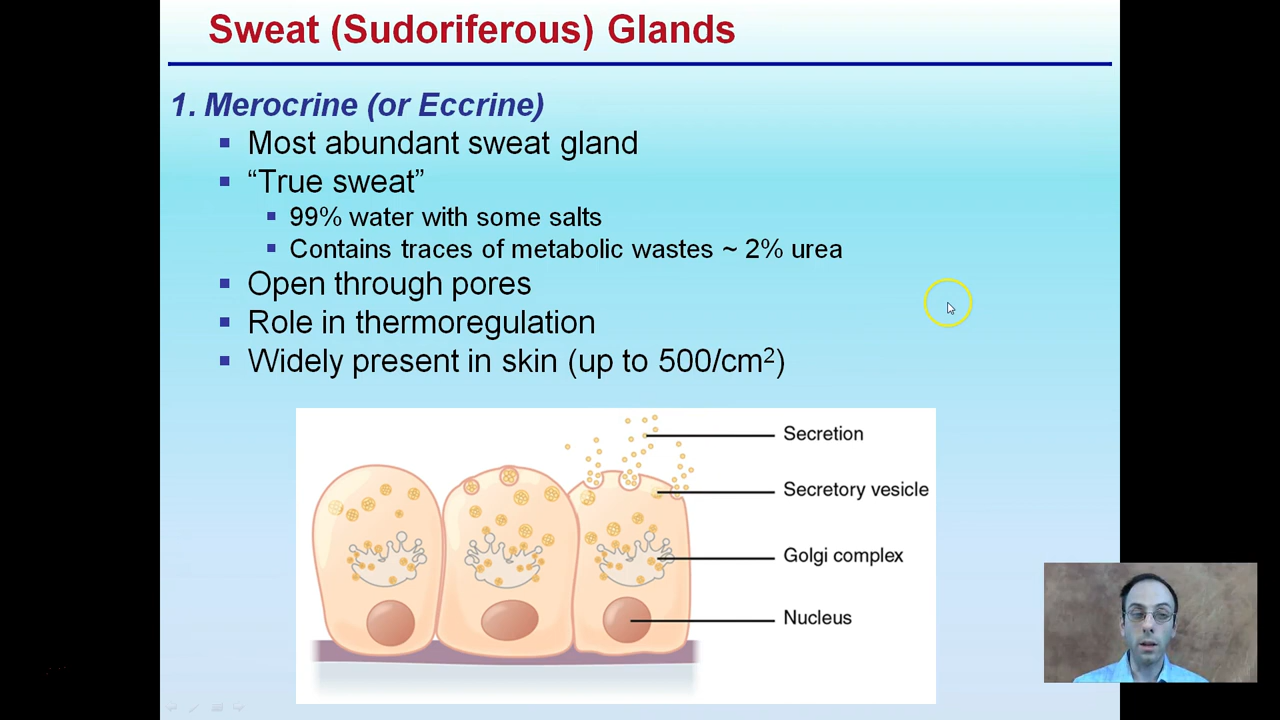 Sweat (Sudoriferous) Glands
1. Merocrine (or Eccrine)
Most abundant sweat gland
“True sweat”
99% water with some salts
Contains traces of metabolic wastes ~ 2% urea
Open through pores
Role in thermoregulation
Widely present in skin (up to 500/cm²)
Secretion
Secretory vesicle
Golgi complex
Nucleus